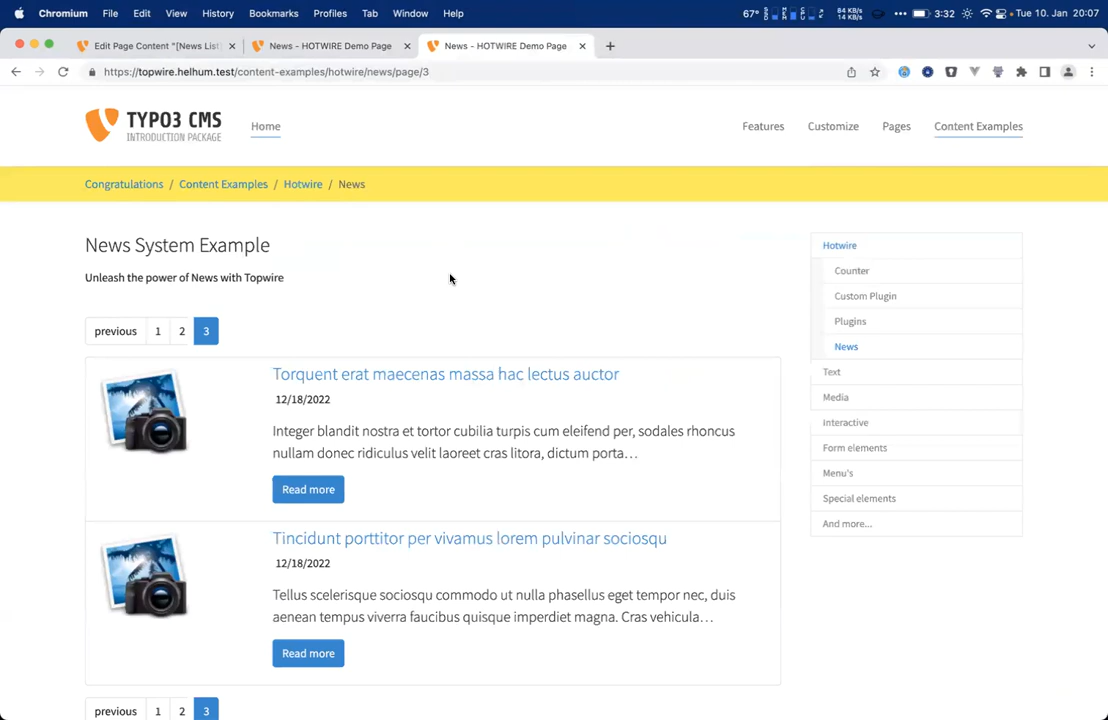 Chromium File Edit View History Bookmarks Profiles Tab Window Help 67° 84 KB/s 14 KB/s 3:32 Tue 10. Jan 20:07
Edit Page Content "[News List] News - HOTWIRE Demo Page News - HOTWIRE Demo Page
https://topwire.helhum.test/content-examples/hotwire/news/page/3
TYPO3 CMS
INTRODUCTION PACKAGE
Home Features Customize Pages Content Examples
Congratulations / Content Examples / Hotwire / News
News System Example
Unleash the power of News with Topwire
previous 1 2 3
Torquent erat maecenas massa hac lectus auctor
12/18/2022
Integer blandit nostra et tortor cubilia turpis cum eleifend per, sodales rhoncus
nullam donec ridiculus velit laoreet cras litora, dictum porta…
Read more
Tincidunt porttitor per vivamus lorem pulvinar sociosqu
12/18/2022
Tellus scelerisque sociosqu commodo ut nulla phasellus eget tempor nec, duis
aenean tempus viverra faucibus quisque imperdiet magna. Cras vehicula…
Read more
previous 1 2 3
Hotwire
Counter
Custom Plugin
Plugins
News
Text
Media
Interactive
Form elements
Menu's
Special elements
And more...